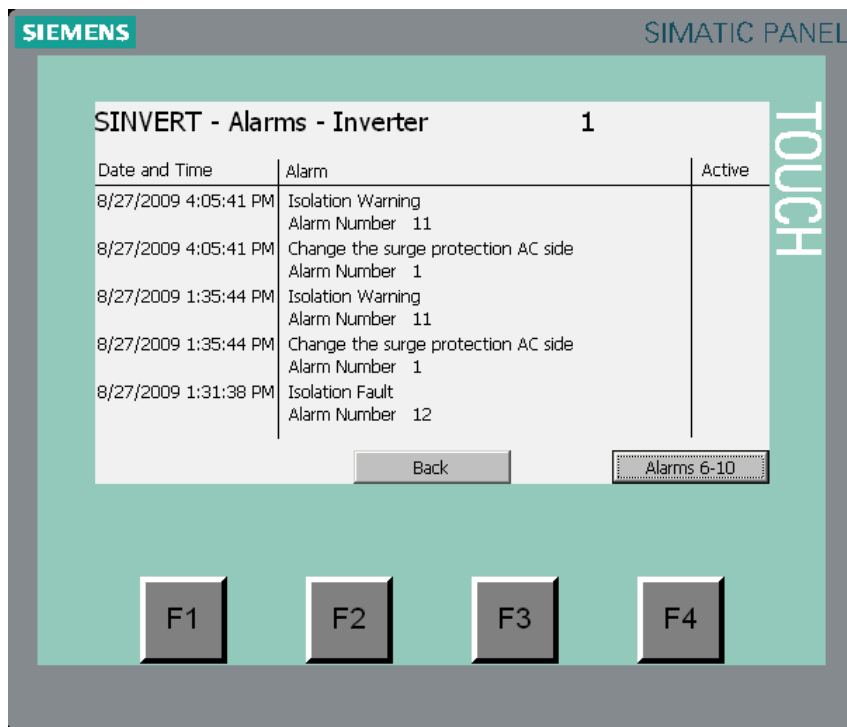 SIEMENS
SIMATIC PANEL
TOUCH
SINVERT - Alarms - Inverter 1
Date and Time Alarm Active
8/27/2009 4:05:41 PM Isolation Warning
Alarm Number 11
8/27/2009 4:05:41 PM Change the surge protection AC side
Alarm Number 1
8/27/2009 1:35:44 PM Isolation Warning
Alarm Number 11
8/27/2009 1:35:44 PM Change the surge protection AC side
Alarm Number 1
8/27/2009 1:31:38 PM Isolation Fault
Alarm Number 12
Back Alarms 6-10
F1 F2 F3 F4